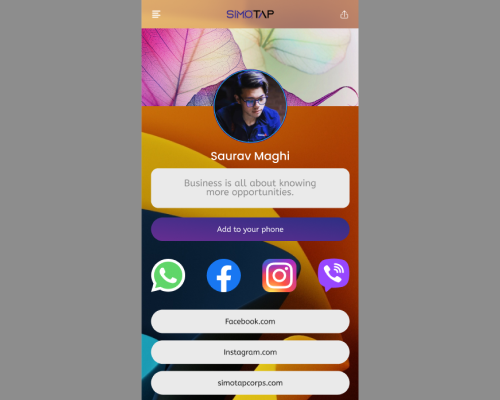 SIMOTAP
Saurav Maghi
Business is all about knowing
more opportunities.
Add to your phone
Facebook.com
Instagram.com
simotapcorps.com